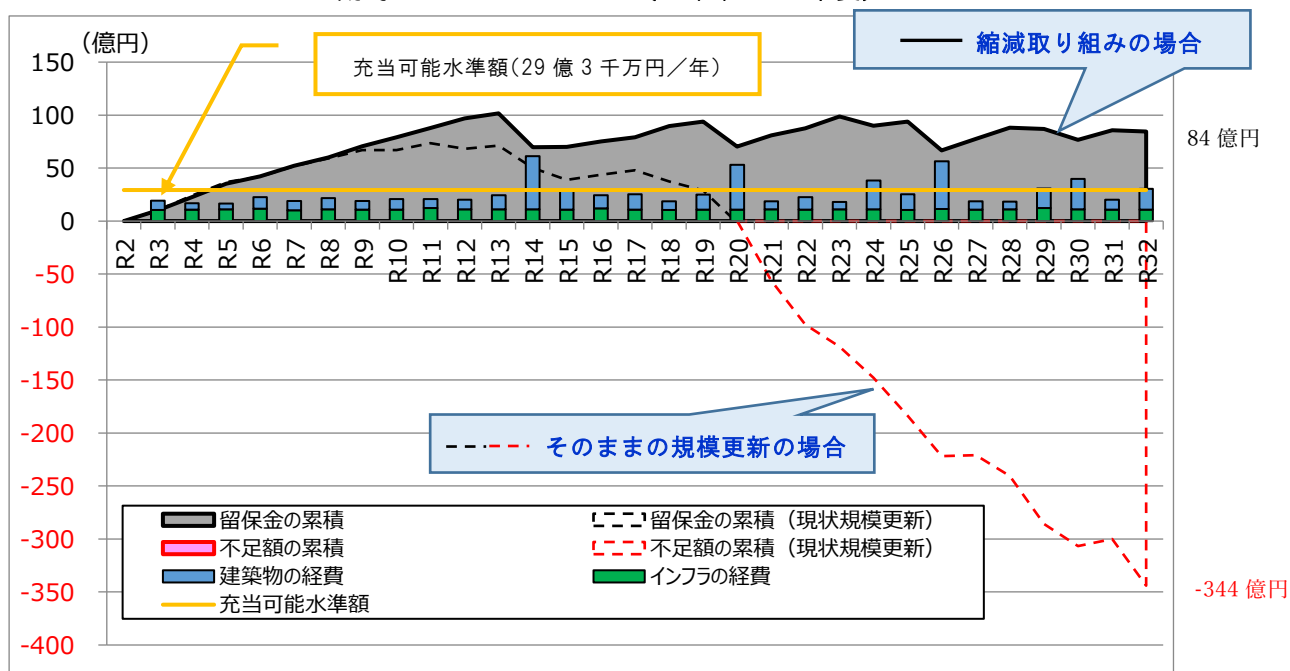 (億円)
縮減取り組みの場合
充当可能水準額(29億3千万円/年)
150
100
50
0
-50
-100
-150
-200
-250
-300
-350
-400
84 億円
-344 億円
R2
R3
R4
R5
R6
R7
R8
R9
R10
R11
R12
R13
R14
R15
R16
R17
R18
R19
R20
R21
R22
R23
R24
R25
R26
R27
R28
R29
R30
R31
R32
そのままの規模更新の場合
留保金の累積
留保金の累積（現状規模更新）
不足額の累積
不足額の累積（現状規模更新）
建築物の経費
インフラの経費
充当可能水準額